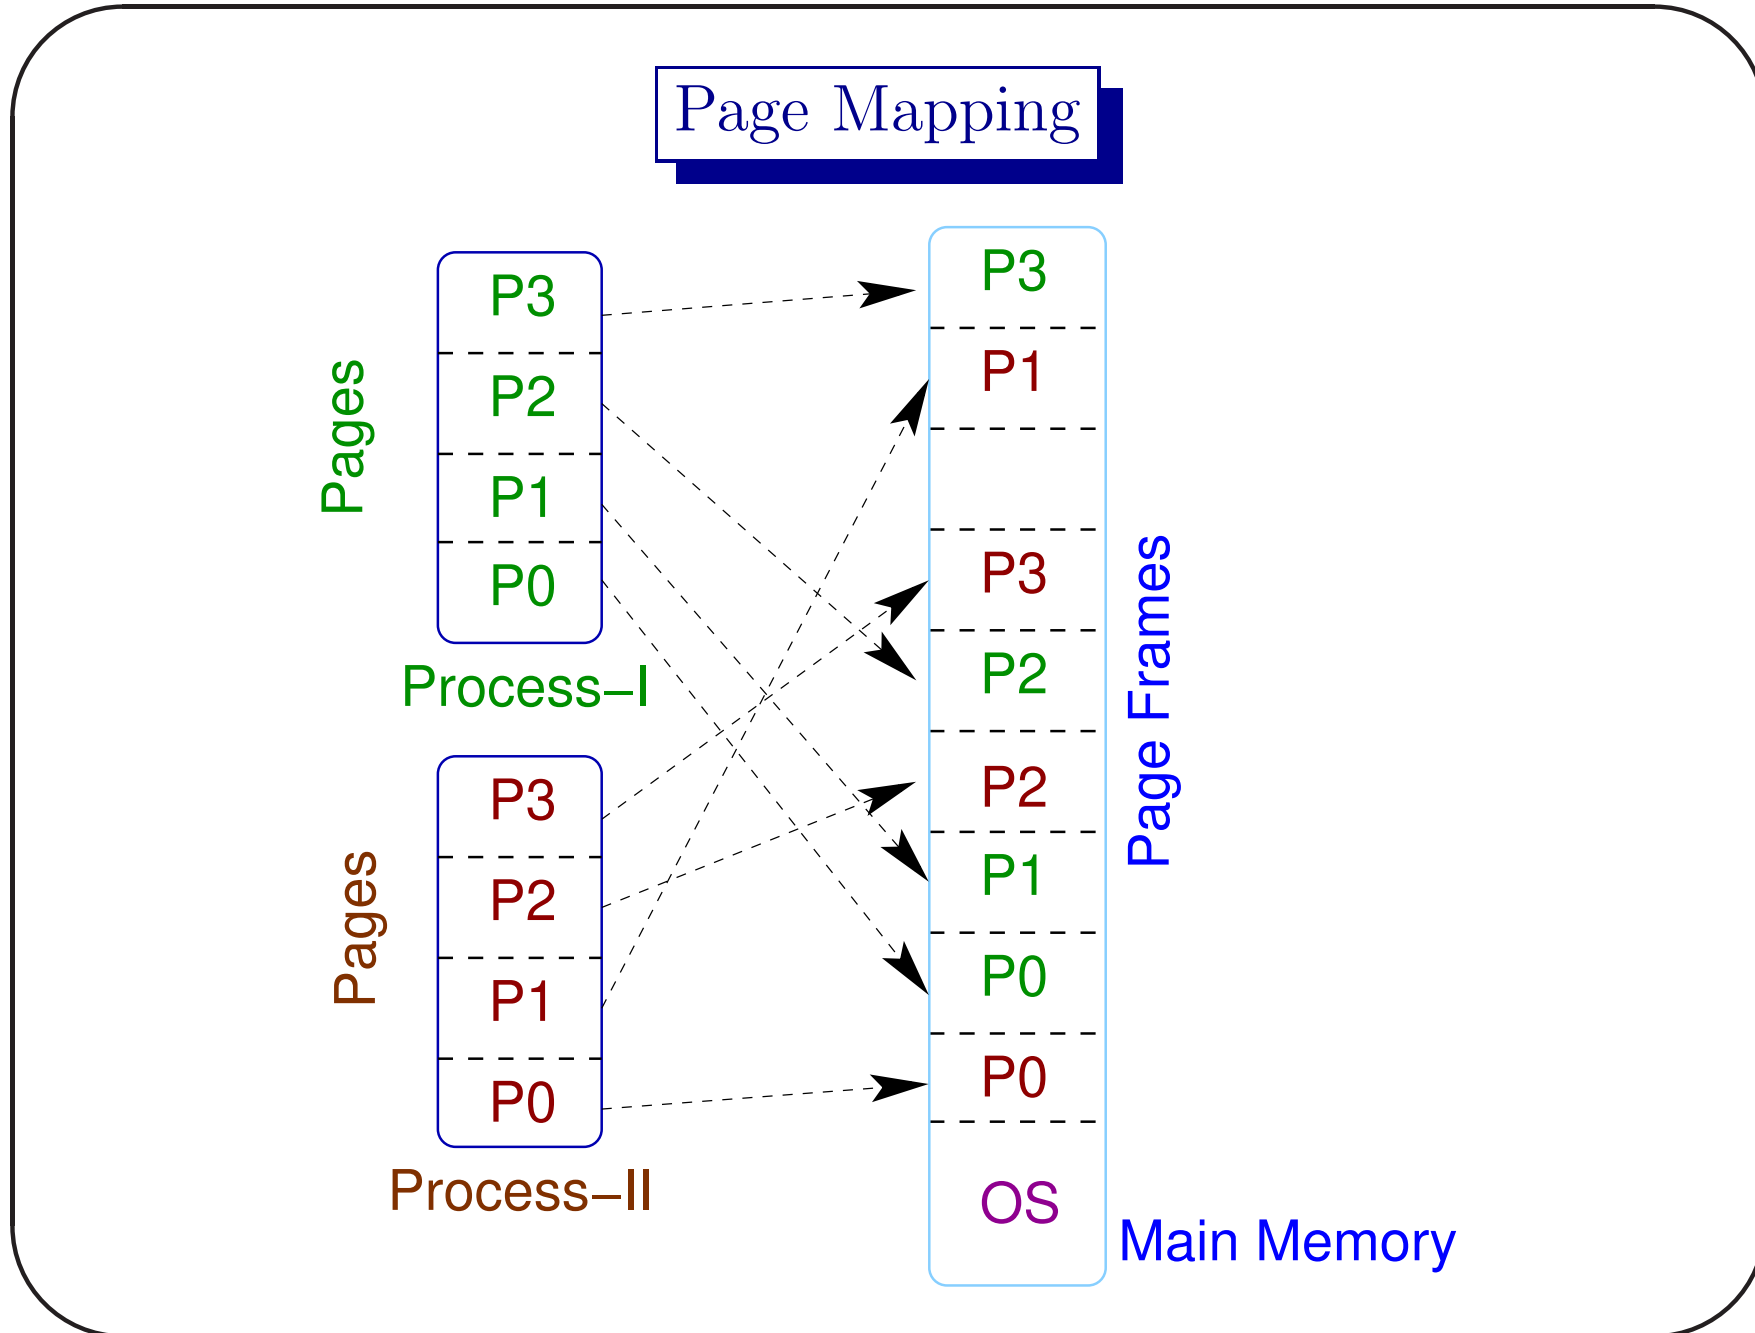 Page Mapping
Pages
P3
P2
P1
P0
Process–I
Pages
P3
P2
P1
P0
Process–II
P3
P1
P3
P2
P2
P1
P0
P0
OS
Page Frames
Main Memory